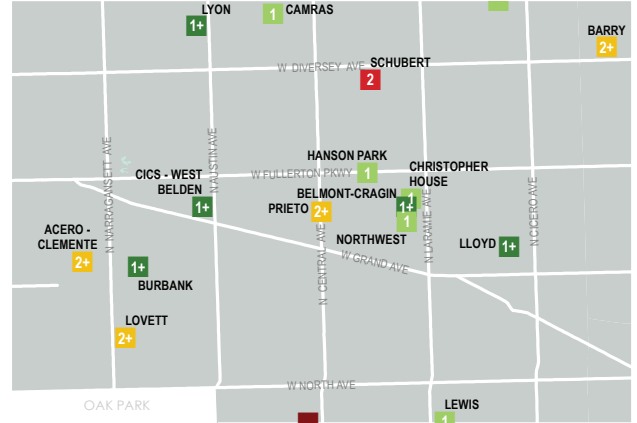 LYON
1+
1
CAMRAS
BARRY
2+
W DIVERSEY AVE
SCHUBERT
2
N NARRAGANSETT AVE
N AUSTIN AVE
HANSON PARK
W FULLERTON PKWY
1
CHRISTOPHER
HOUSE
CICS - WEST
BELDEN
1+
BELMONT-CRAGIN
PRIETO
2+
1
1+
1
N LARAMIE AVE
N CICERO AVE
ACERO -
CLEMENTE
2+
NORTHWEST
LLOYD
1+
N CENTRAL AVE
W GRAND AVE
1+
BURBANK
LOVETT
2+
W NORTH AVE
OAK PARK
LEWIS
1